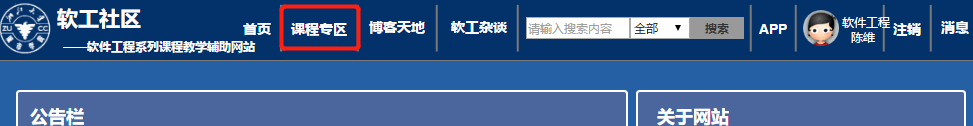 软工社区
——软件工程系列课程教学辅助网站
首页 课程专区 博客天地 软工杂谈 请输入搜索内容 全部 搜索 APP 软件工程 注销 消息
陈维
ZU CC
公告栏 关于网站